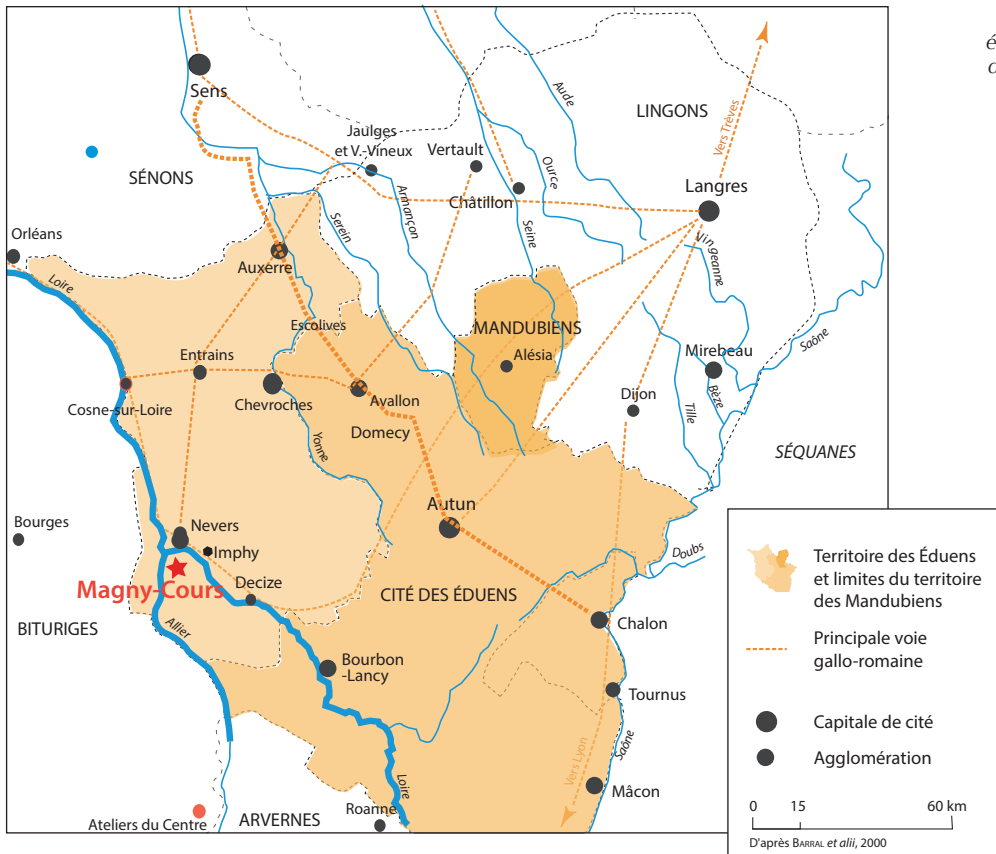 é
d
Sens
Aude
LINGONS
Vers Trèves
Jaulges
et V.-Vineux
Vertault
Ource
SÉNONS
Langres
Châtillon
Armançon
Serein
Seine
Vingeanne
Orléans
Auxerre
Loire
Escolives
MANDUBIENS
Saône
Entrains
Alésia
Mirebeau
Cosne-sur-Loire
Chevroches
Avallon
Dijon
Bèze
Tille
Domecy
Yonne
SÉQUANES
Autun
Bourges
Nevers
Imphy
Doubs
Magny-Cours
Decize
CITÉ DES ÉDUENS
BITURIGES
Allier
Chalon
Bourbon
-Lancy
Tournus
Saône
Vers Lyon
Loire
Mâcon
Roanne
Ateliers du Centre
ARVERNES
Territoire des Éduens
et limites du territoire
des Mandubiens
Principale voie
gallo-romaine
Capitale de cité
Agglomération
0 15 60 km
D'après BARRAL et alii, 2000